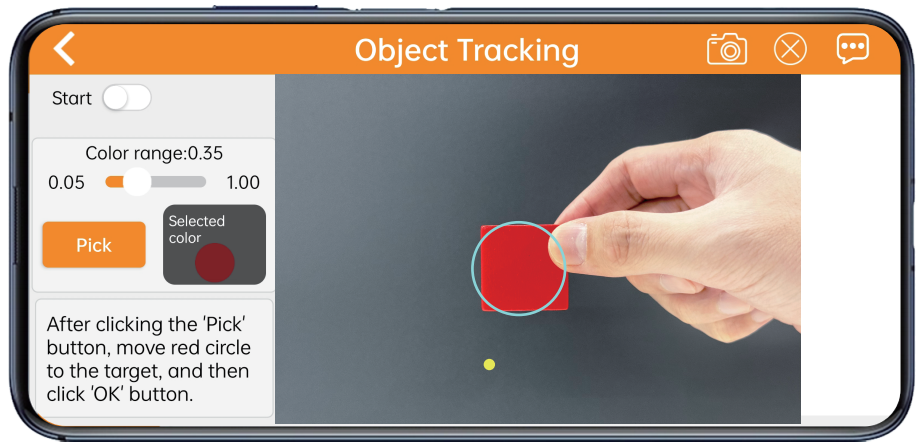 Object Tracking
Start
Color range:0.35
0.05 1.00
Pick
Selected
color
After clicking the 'Pick'
button, move red circle
to the target, and then
click 'OK' button.